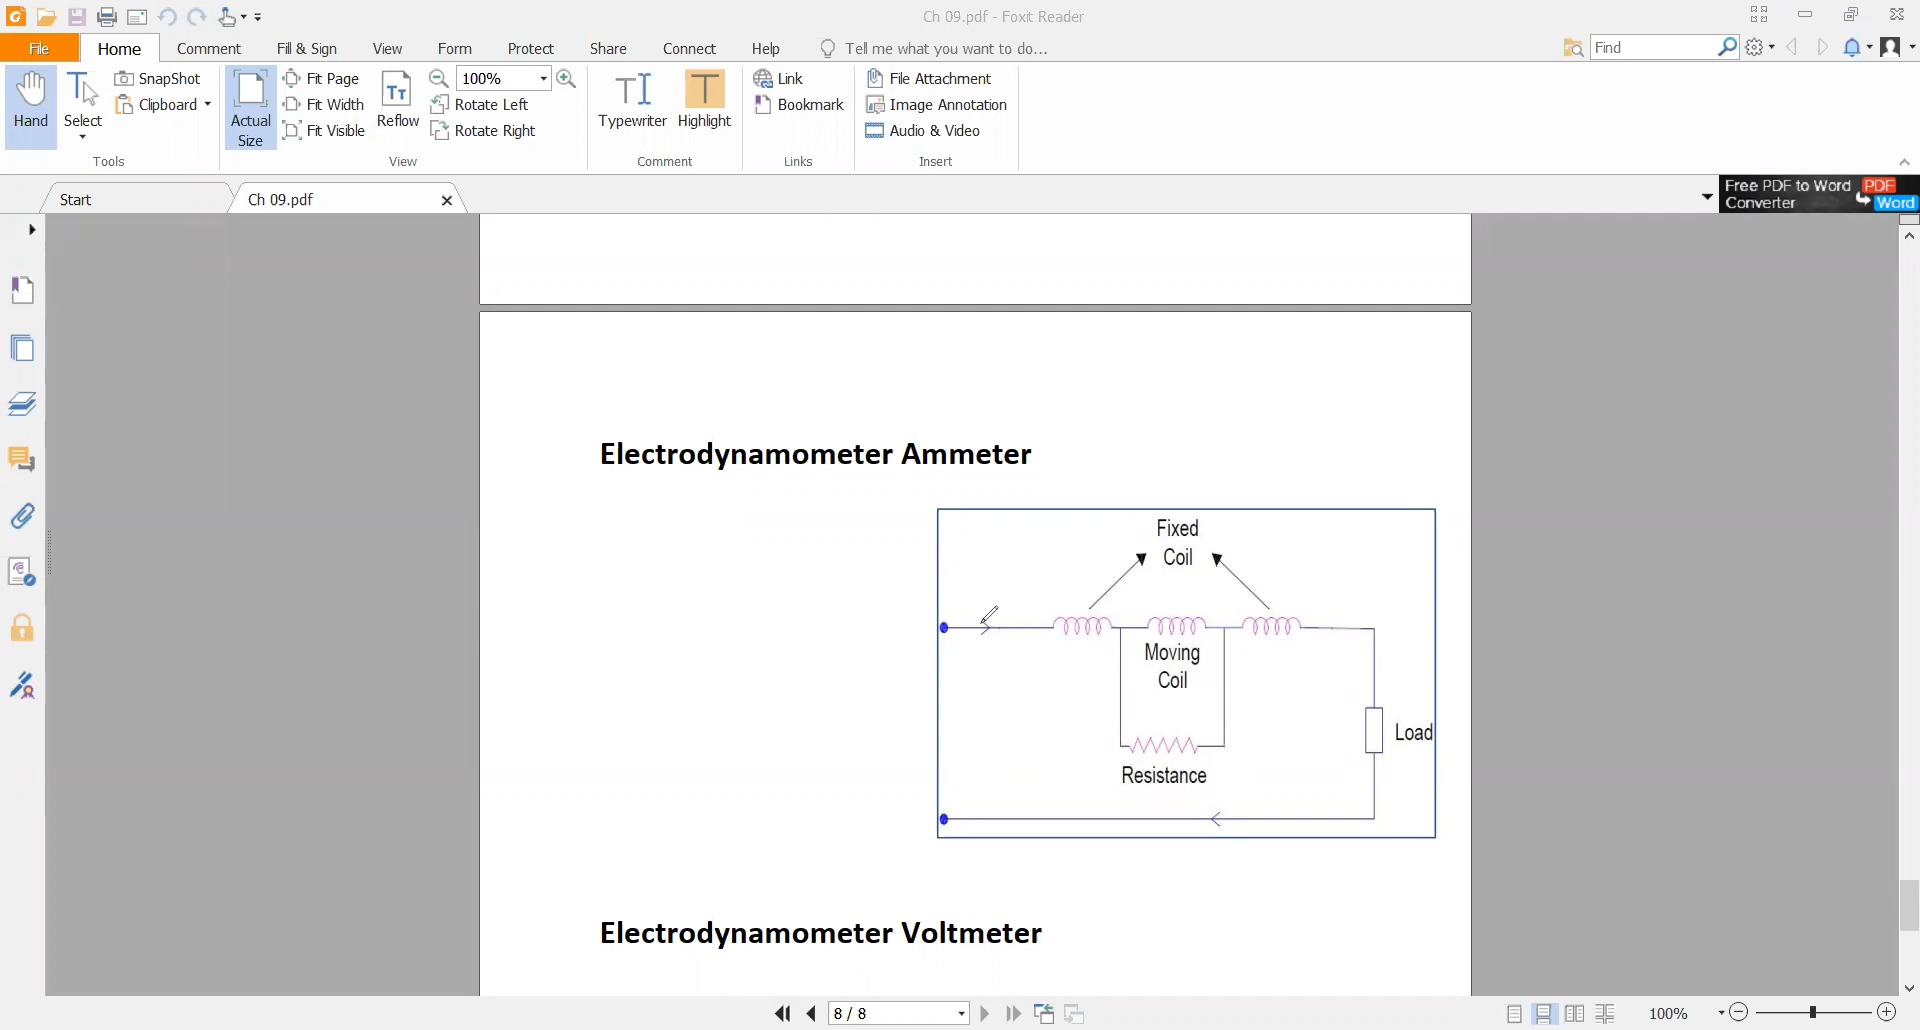 Ch 09.pdf - Foxit Reader
File Home Comment Fill & Sign View Form Protect Share Connect Help Tell me what you want to do... Find
Hand
Select
SnapShot
Clipboard
Tools
Actual
Size
Fit Page
Fit Width
Fit Visible
Reflow
100%
Rotate Left
Rotate Right
View
Typewriter
Highlight
Comment
Link
Bookmark
Links
File Attachment
Image Annotation
Audio & Video
Insert
Start
Ch 09.pdf
Free PDF to Word
Converter
PDF
Word
Electrodynamometer Ammeter
Fixed
Coil
Moving
Coil
Resistance
Load
Electrodynamometer Voltmeter
8 / 8
100%